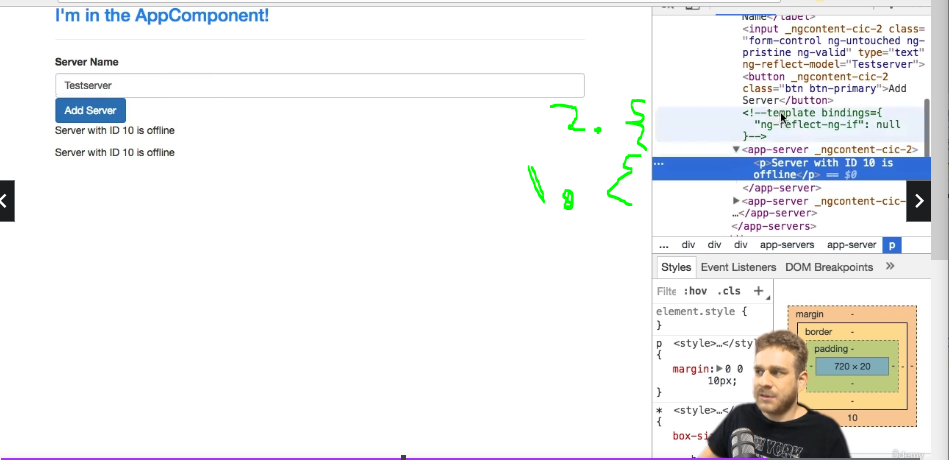 I'm in the AppComponent!
Server Name
Testserver
Add Server
Server with ID 10 is offline
Server with ID 10 is offline
2.
Name</label>
<input _ngcontent-cic-2 class=
"form-control ng-untouched ng-
pristine ng-valid" type="text"
ng-reflect-model="Testserver">
<button _ngcontent-cic-2
class="btn btn-primary">Add
Server</button>
<!--template bindings={
"ng-reflect-ng-if": null
}-->
▼<app-server _ngcontent-cic-2>
... <p>Server with ID 10 is
offline</p> == $0
</app-server>
▶<app-server _ngcontent-cic-
…</app-server>
</app-servers>
... div div div app-servers app-server p
Styles Event Listeners DOM Breakpoints »
Filte :hov .cls +
element.style {
}
p <style>…</sty
{
margin:▶0 0
10px;
}
* <style>…</s
{
box-si
margin -
border -
padding -
- 720 × 20 - - -
-
-
10
NEW YORK
Udemy